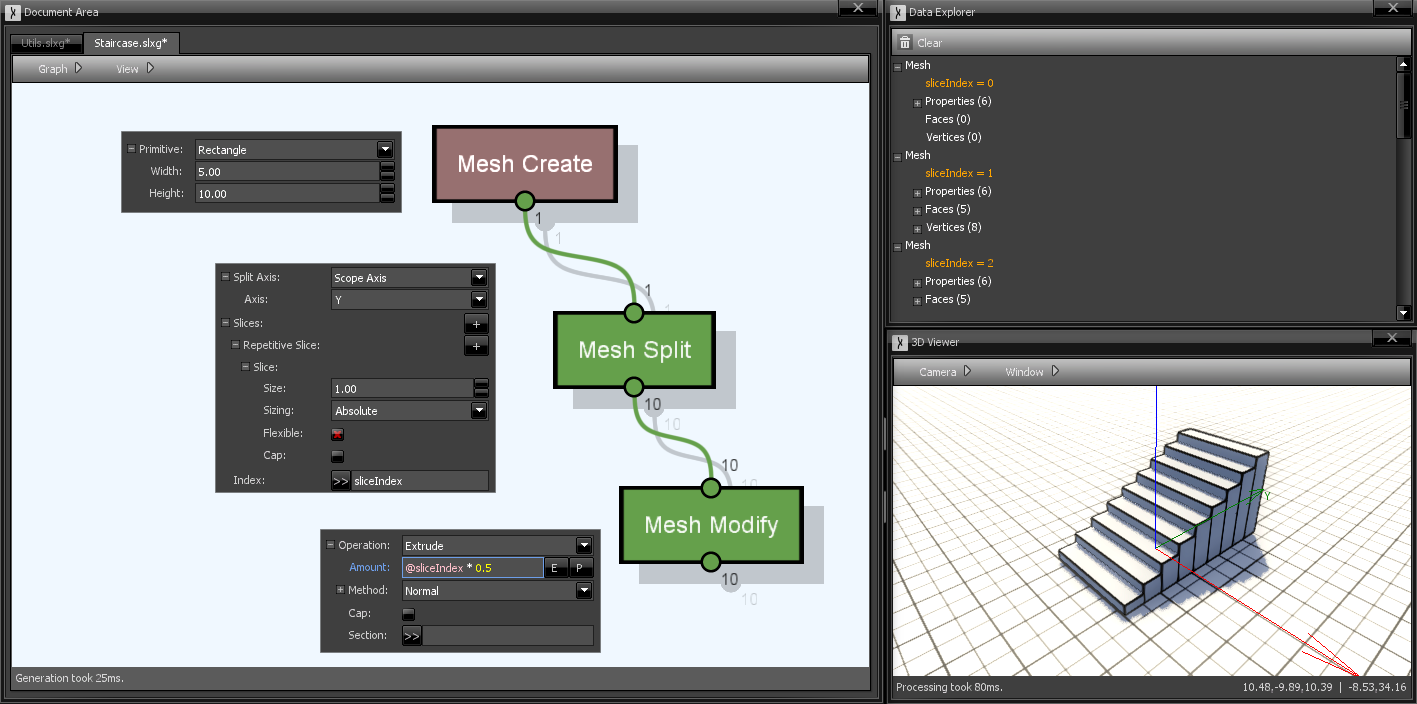 Document Area
Utils.slxg*
Staircase.slxg*
Graph
View
Primitive: Rectangle
Width: 5.00
Height: 10.00
Mesh Create
1
1
1
1
Split Axis: Scope Axis
Axis: Y
Slices: +
Repetitive Slice: +
Slice:
Size: 1.00
Sizing: Absolute
Flexible:
Cap:
Index: >> sliceIndex
Mesh Split
10
10
10
10
Operation: Extrude
Amount: @sliceIndex * 0.5 E P
Method: Normal
Cap:
Section: >>
Mesh Modify
10
10
Generation took 25ms.
Data Explorer
Clear
Mesh
sliceIndex = 0
Properties (6)
Faces (0)
Vertices (0)
Mesh
sliceIndex = 1
Properties (6)
Faces (5)
Vertices (8)
Mesh
sliceIndex = 2
Properties (6)
Faces (5)
3D Viewer
Camera
Window
Y
Processing took 80ms.
10.48,-9.89,10.39 | -8.53,34.16